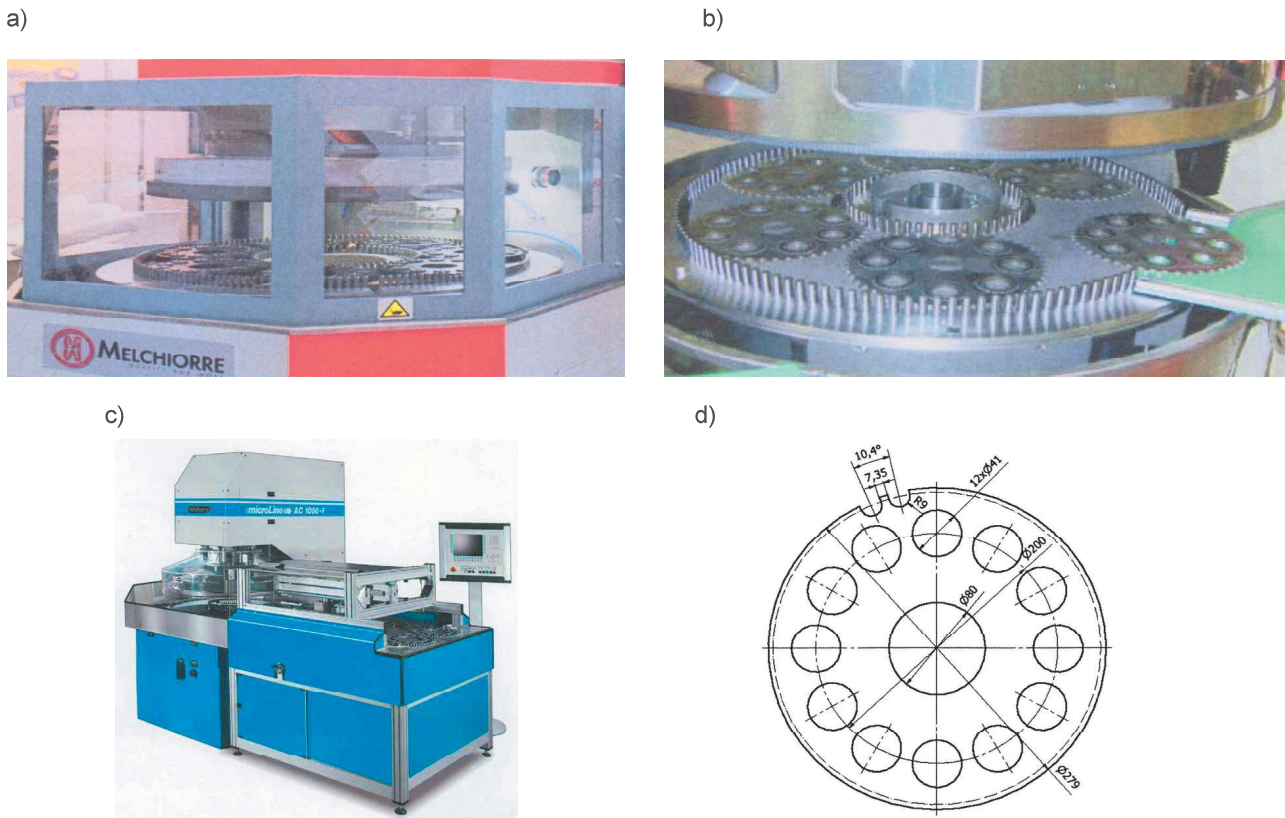 a)
b)
MELCHIORRE
c)
d)
microLine AC 1000-F
10,4°
7,35
R9
12xØ41
Ø200
Ø80
Ø279